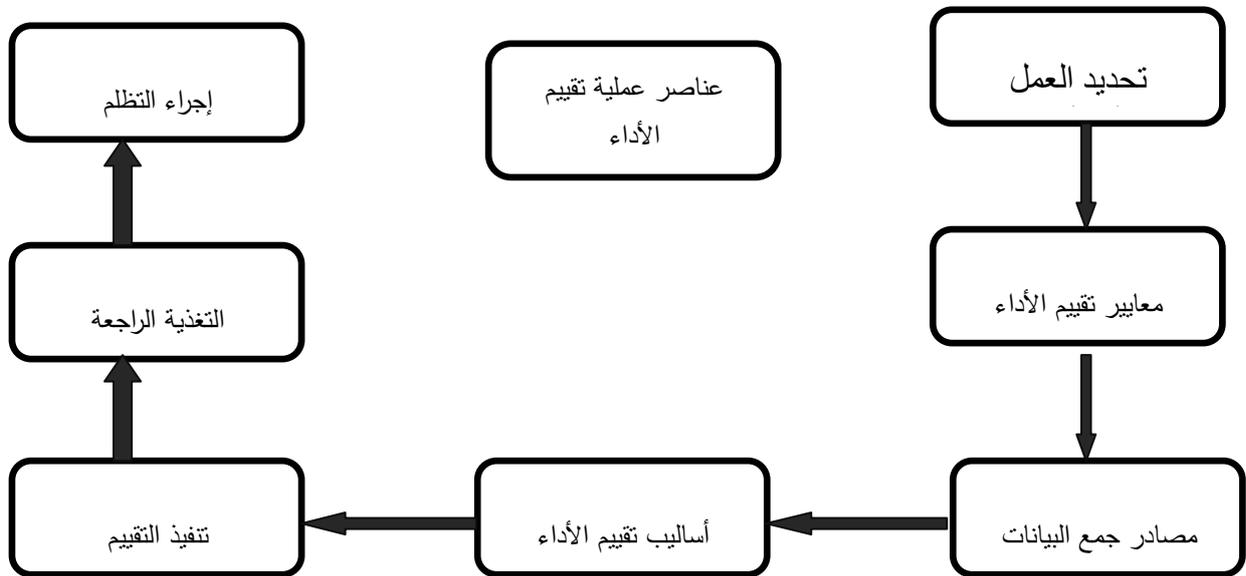 عناصر عملية تقييم
الأداء
تحديد العمل
معايير تقييم الأداء
مصادر جمع البيانات
أساليب تقييم الأداء
تنفيذ التقييم
التغذية الراجعة
إجراء التظلم